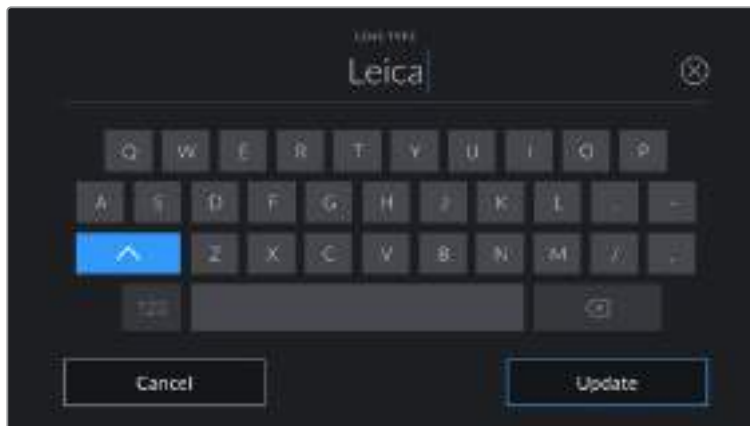 LENS TYPE
Leica
Q W E R T Y U I O P
A S D F G H J K L . -
Z X C V B N M / ,
123
Cancel
Update